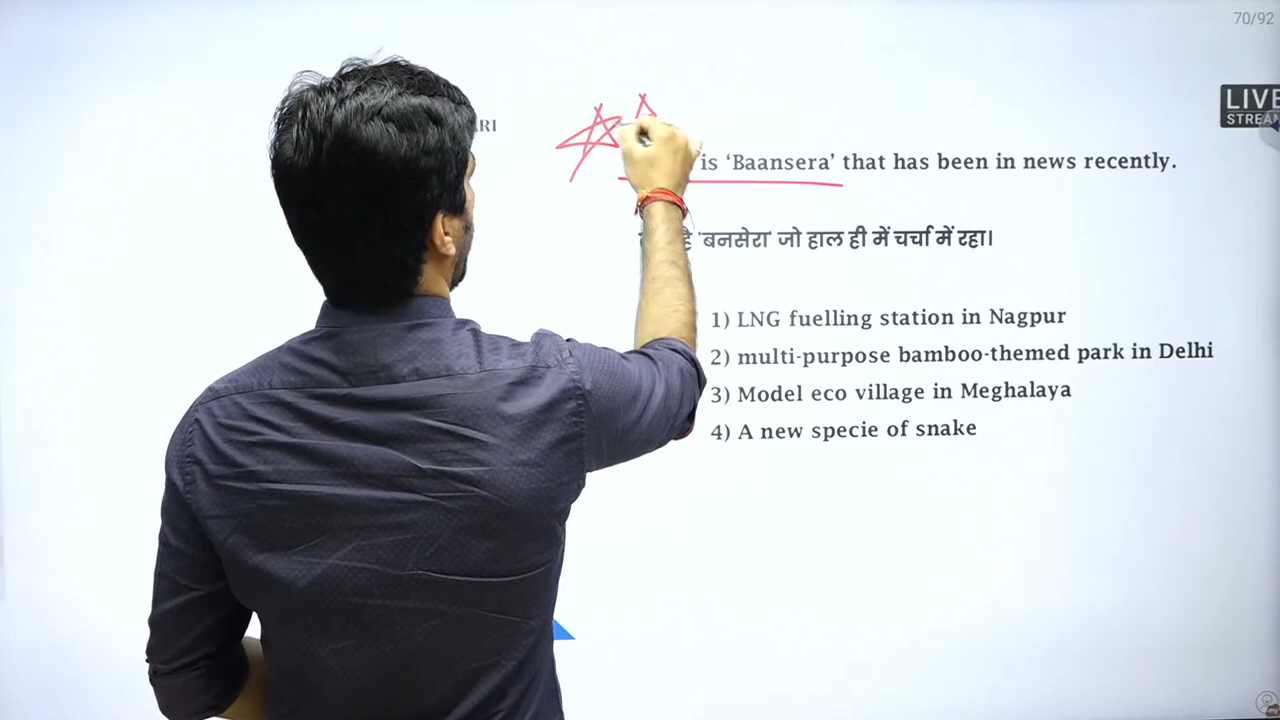 70/92
LIVE
RI
is ‘Baansera’ that has been in news recently.
'बनसेरा' जो हाल ही में चर्चा में रहा।
1) LNG fuelling station in Nagpur
2) multi-purpose bamboo-themed park in Delhi
3) Model eco village in Meghalaya
4) A new specie of snake